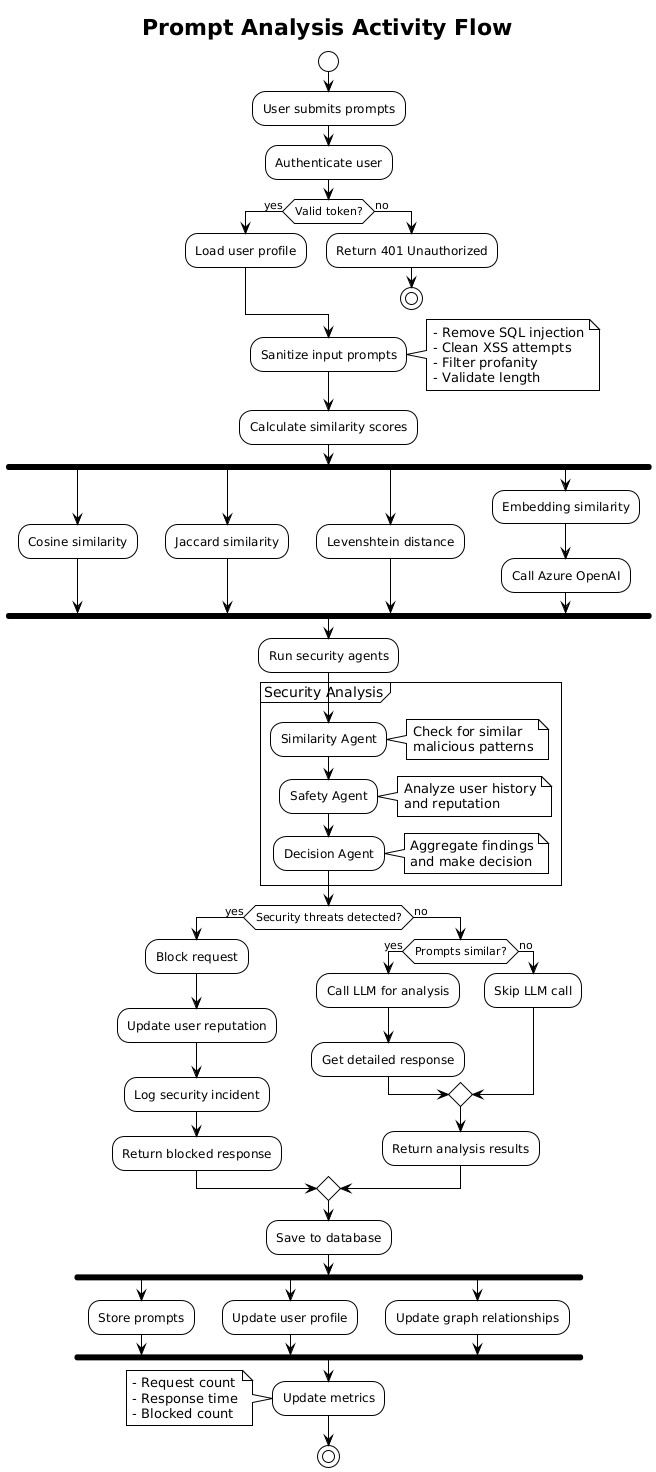 Prompt Analysis Activity Flow
User submits prompts
Authenticate user
yes
Valid token?
no
Load user profile
Return 401 Unauthorized
Sanitize input prompts
- Remove SQL injection
- Clean XSS attempts
- Filter profanity
- Validate length
Calculate similarity scores
Cosine similarity
Jaccard similarity
Levenshtein distance
Embedding similarity
Call Azure OpenAI
Run security agents
Security Analysis
Similarity Agent
Check for similar
malicious patterns
Safety Agent
Analyze user history
and reputation
Decision Agent
Aggregate findings
and make decision
yes
Security threats detected?
no
Block request
Update user reputation
Log security incident
Return blocked response
yes
Prompts similar?
no
Call LLM for analysis
Skip LLM call
Get detailed response
Return analysis results
Save to database
Store prompts
Update user profile
Update graph relationships
- Request count
- Response time
- Blocked count
Update metrics